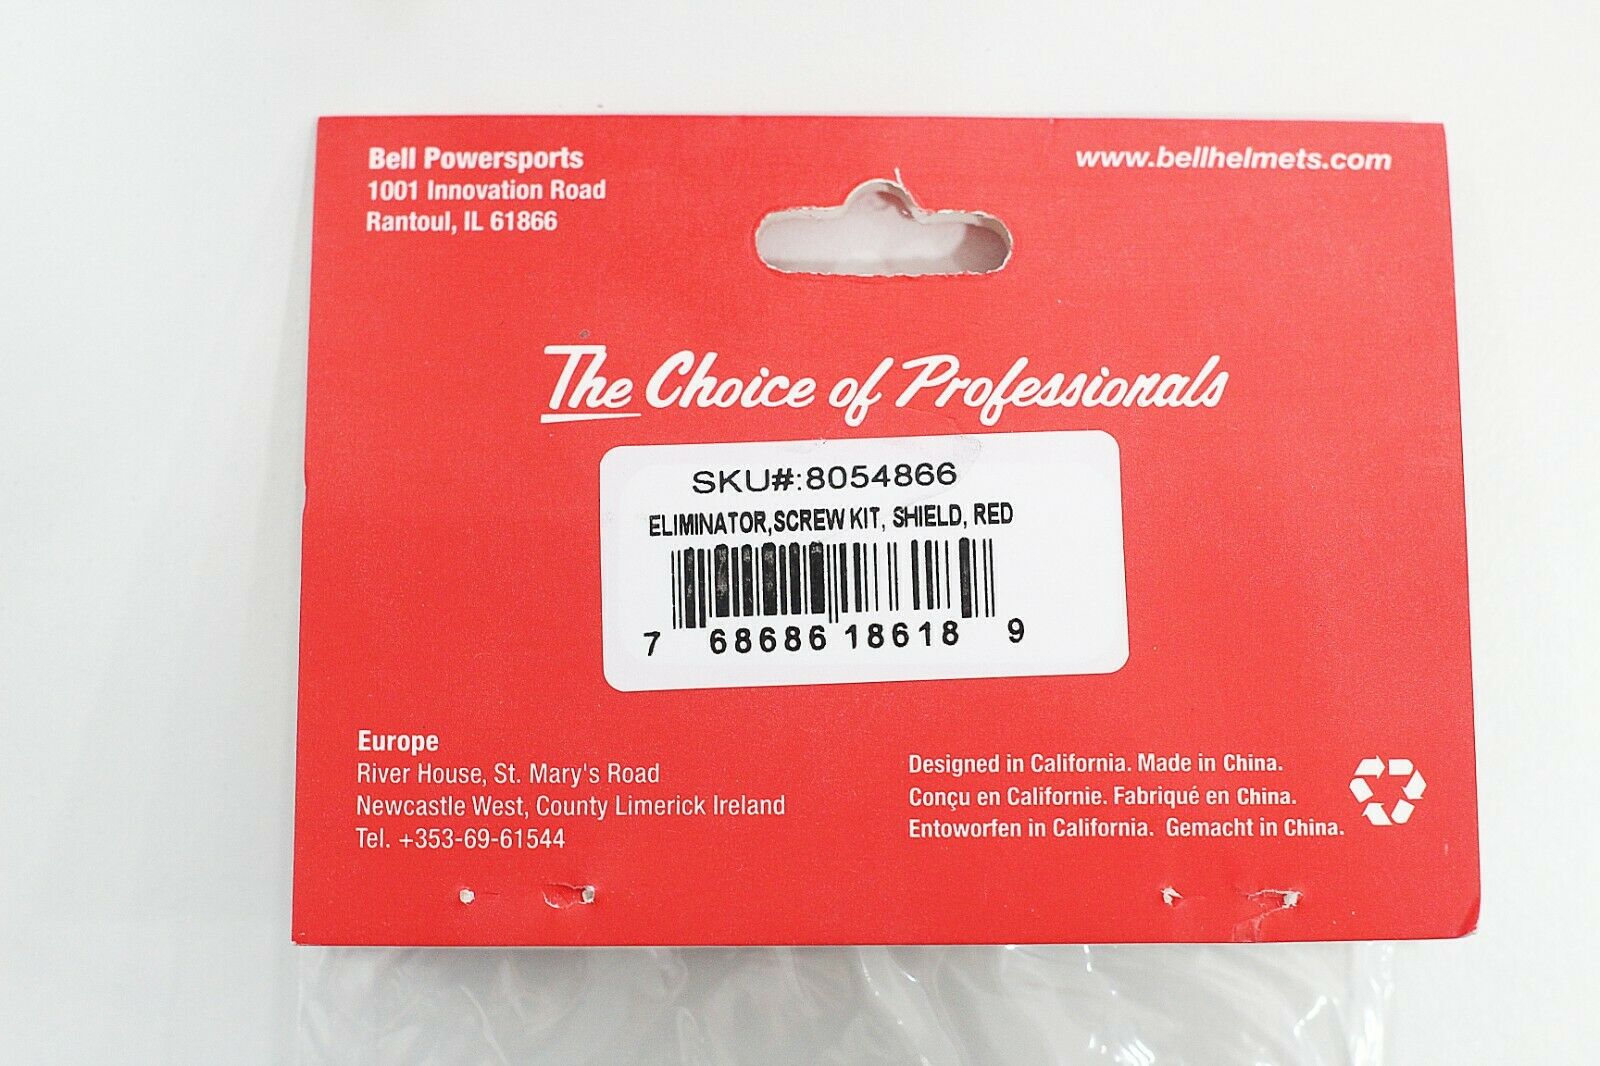 Bell Powersports
1001 Innovation Road
Rantoul, IL 61866
www.bellhelmets.com
The Choice of Professionals
SKU#:8054866
ELIMINATOR,SCREW KIT, SHIELD, RED
7 68686 18618 9
Europe
River House, St. Mary's Road
Newcastle West, County Limerick Ireland
Tel. +353-69-61544
Designed in California. Made in China.
Conçu en Californie. Fabriqué en China.
Entoworfen in California. Gemacht in China.